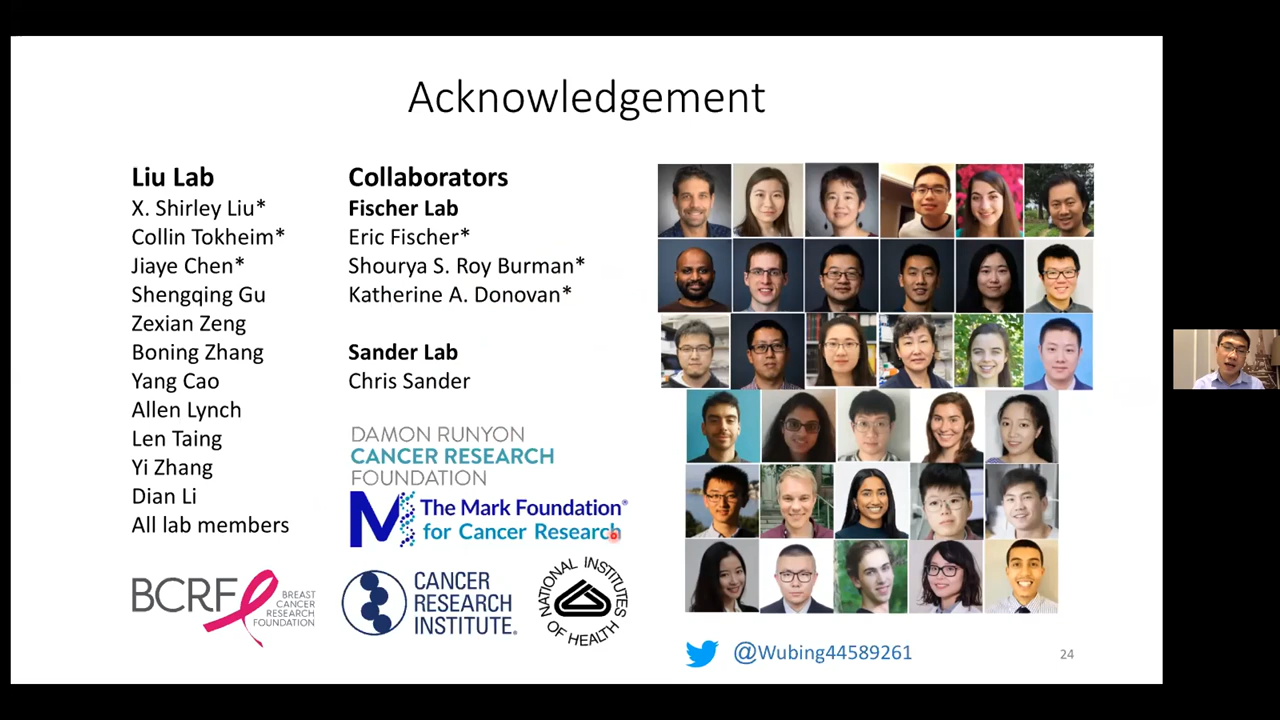 Acknowledgement
Liu Lab
X. Shirley Liu*
Collin Tokheim*
Jiaye Chen*
Shengqing Gu
Zexian Zeng
Boning Zhang
Yang Cao
Allen Lynch
Len Taing
Yi Zhang
Dian Li
All lab members
Collaborators
Fischer Lab
Eric Fischer*
Shourya S. Roy Burman*
Katherine A. Donovan*
Sander Lab
Chris Sander
DAMON RUNYON
CANCER RESEARCH
FOUNDATION
M The Mark Foundation®
for Cancer Research
BCRF
BREAST
CANCER
RESEARCH
FOUNDATION
CANCER
RESEARCH
INSTITUTE®
NATIONAL INSTITUTES
OF HEALTH
@Wubing44589261
24